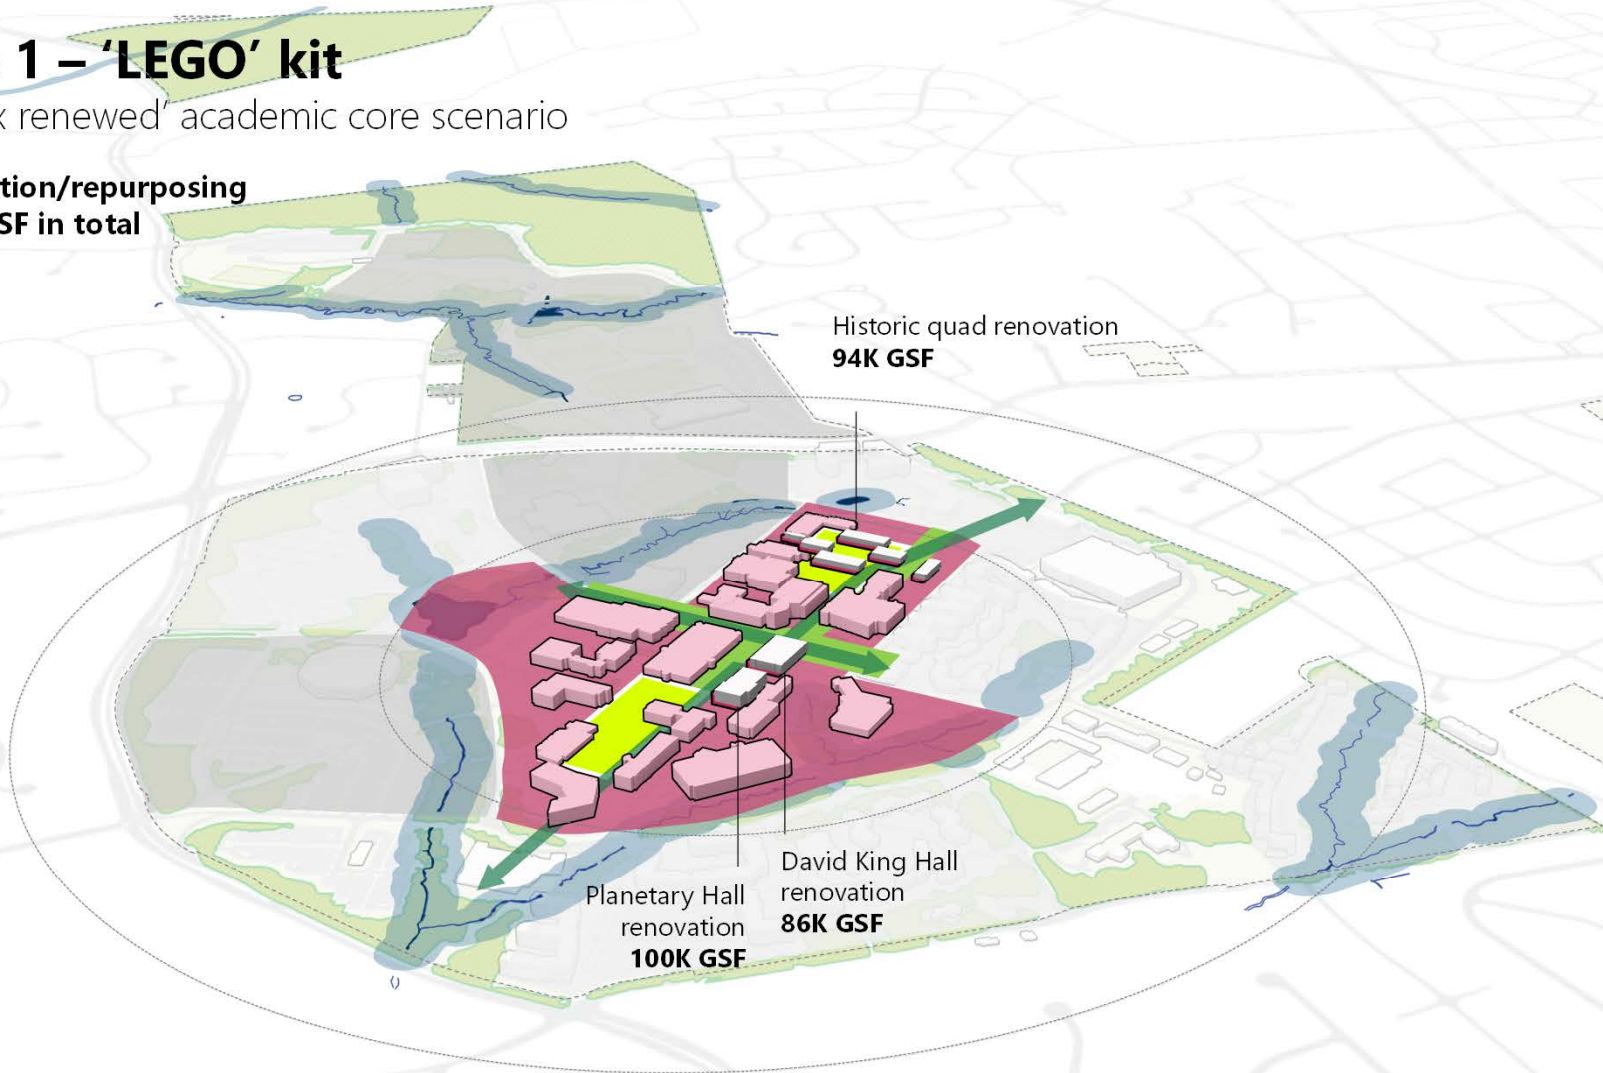 1 – ‘LEGO’ kit
x renewed’ academic core scenario
tion/repurposing
SF in total
Historic quad renovation
94K GSF
David King Hall
renovation
86K GSF
Planetary Hall
renovation
100K GSF